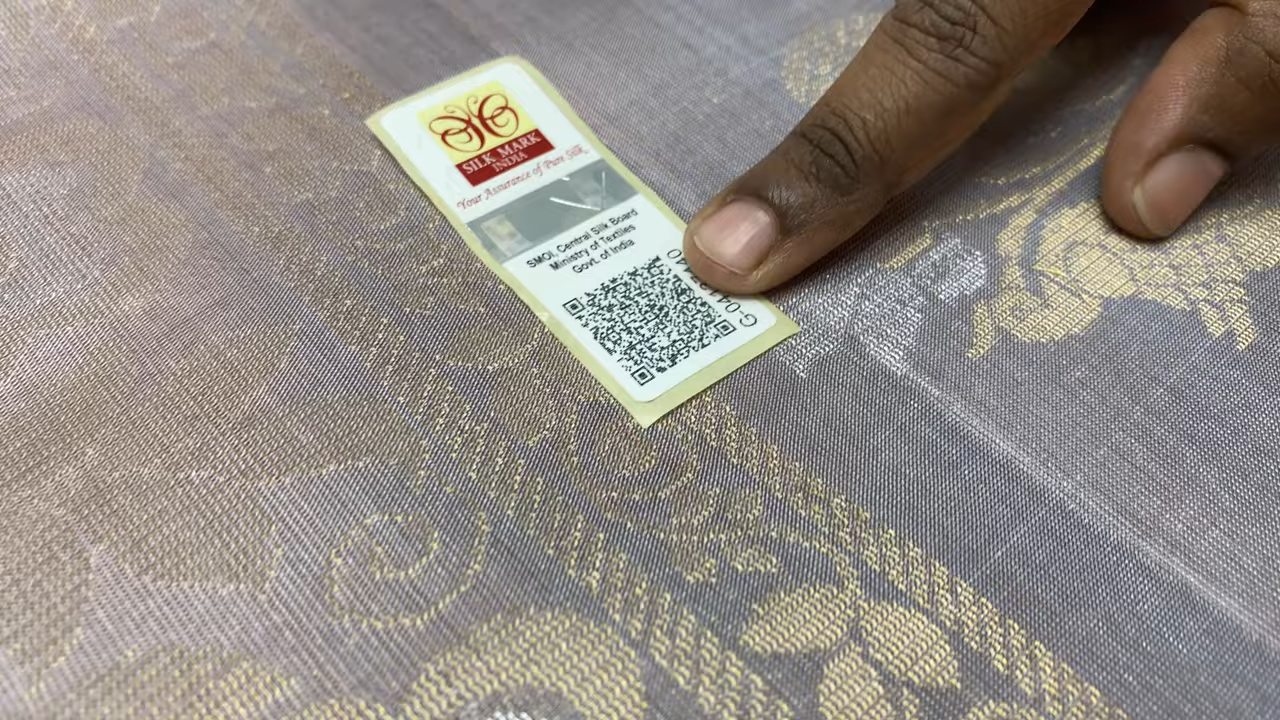 SILK MARK
INDIA
Your Assurance of Pure Silk
SMOI, Central Silk Board
Ministry of Textiles
Govt. of India